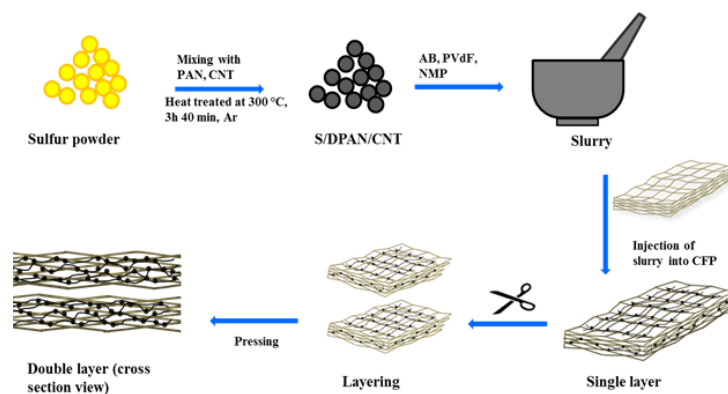 Mixing with
PAN, CNT
Heat treated at 300 °C,
3h 40 min, Ar
AB, PVdF,
NMP
Sulfur powder
S/DPAN/CNT
Slurry
Injection of
slurry into CFP
Pressing
Double layer (cross
section view)
Layering
Single layer